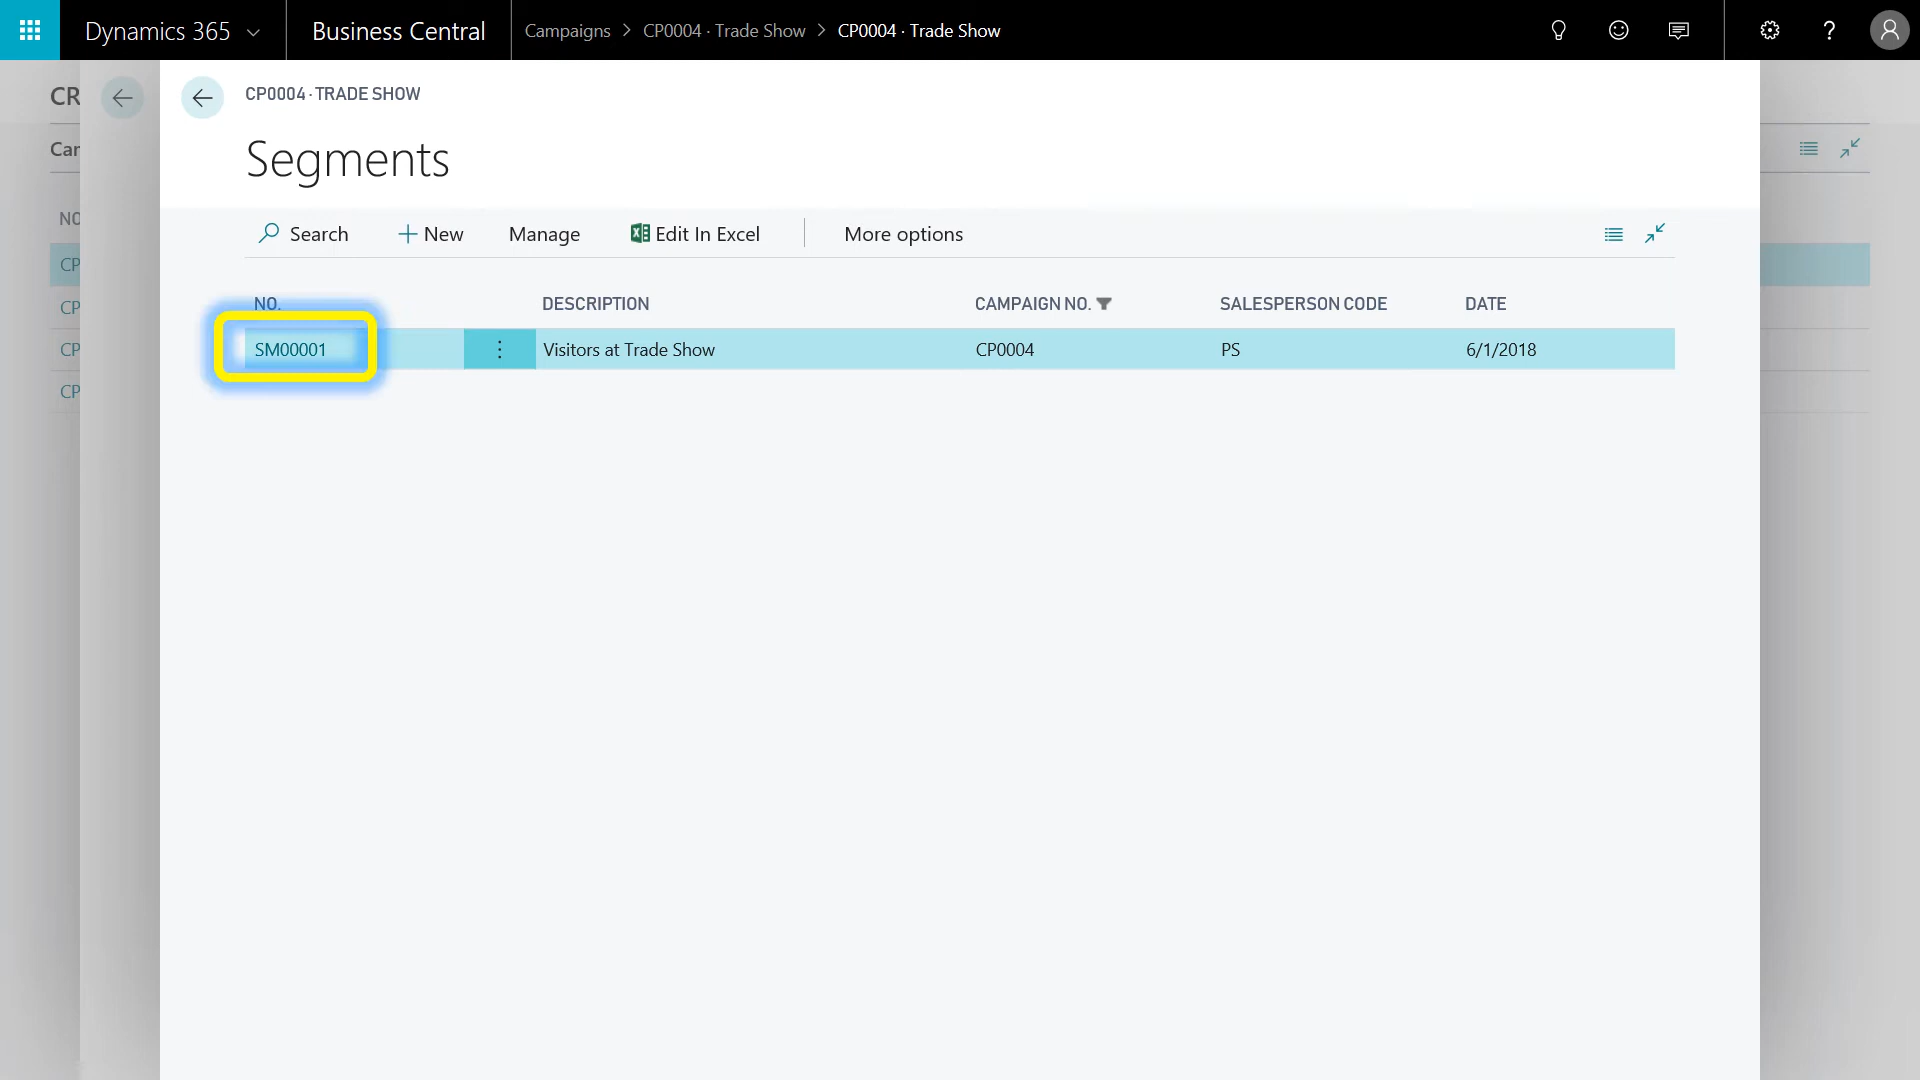 Dynamics 365 Business Central Campaigns > CP0004 · Trade Show > CP0004 · Trade Show ?
CR
CP0004 · TRADE SHOW
Car
Segments
Search + New Manage Edit In Excel More options
NO
NO. DESCRIPTION CAMPAIGN NO. SALESPERSON CODE DATE
CP
SM00001 Visitors at Trade Show CP0004 PS 6/1/2018
CP
CP
CP